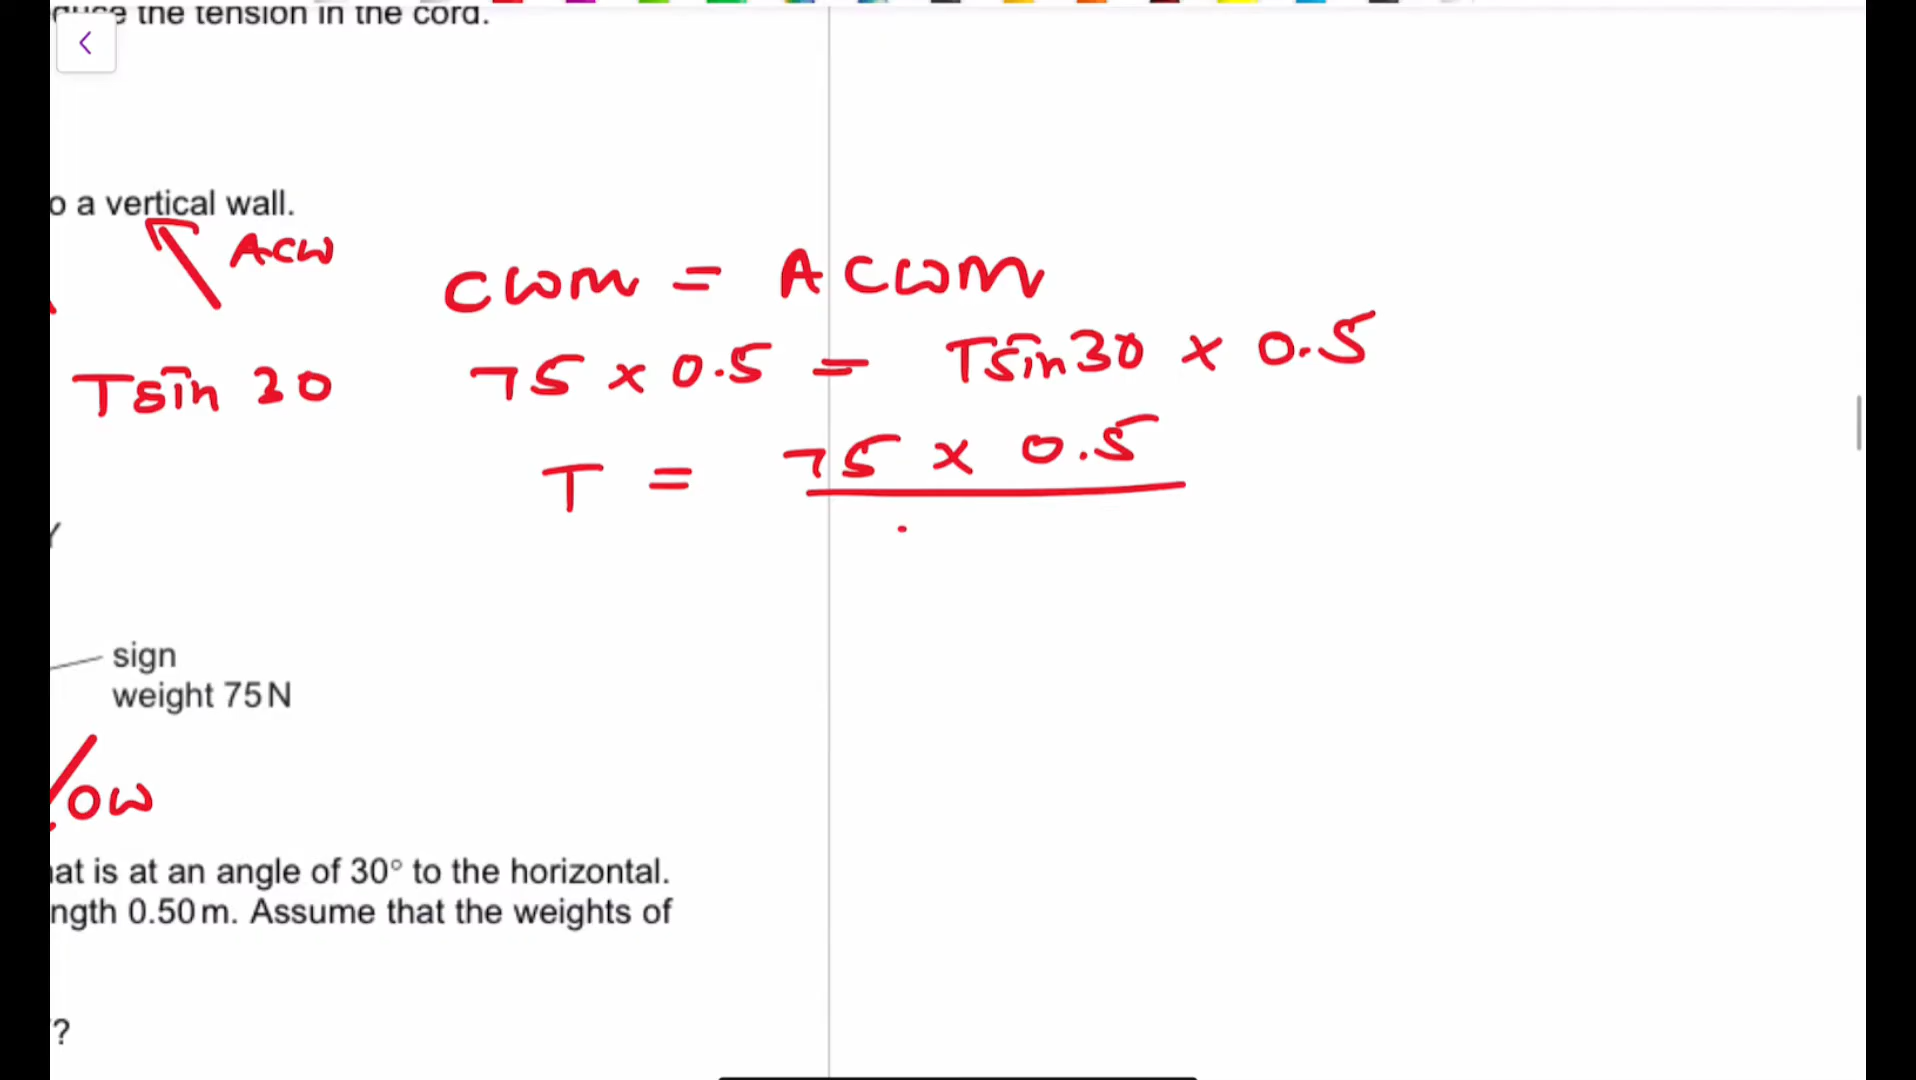 the tension in the cord.
o a vertical wall.
ACW
CWM = ACWM
Tsin 30
75 x 0.5 = Tsin30 x 0.5
T = 75 x 0.5
sign
weight 75 N
at is at an angle of 30° to the horizontal.
ngth 0.50 m. Assume that the weights of
?